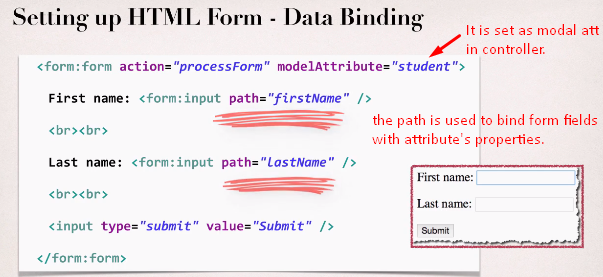 Setting up HTML Form - Data Binding
It is set as modal att
in controller.
<form:form action="processForm" modelAttribute="student">
First name: <form:input path="firstName" />
the path is used to bind form fields
with attribute's properties.
<br><br>
Last name: <form:input path="lastName" />
<br><br>
<input type="submit" value="Submit" />
</form:form>
First name:
Last name:
Submit